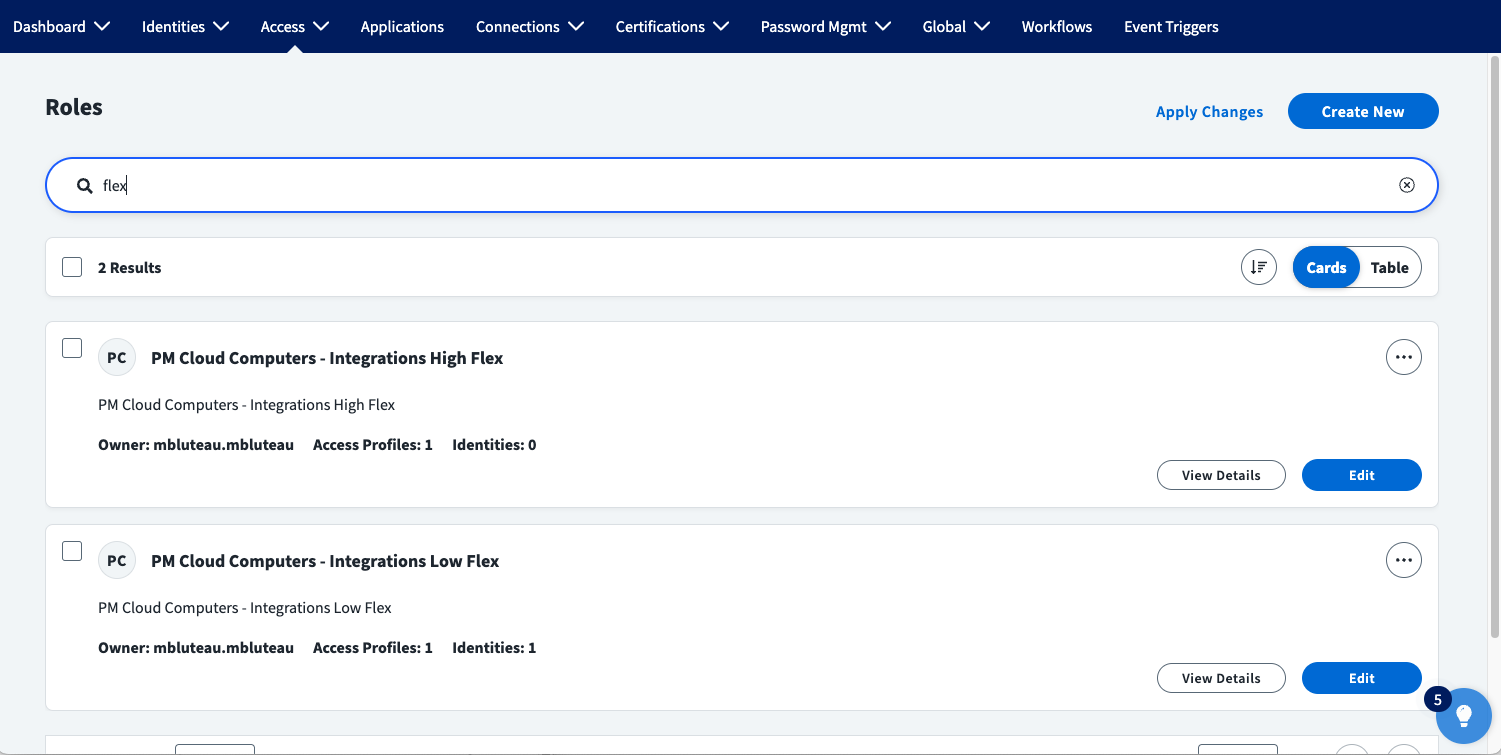 Dashboard Identities Access Applications Connections Certifications Password Mgmt Global Workflows Event Triggers
Roles
Apply Changes Create New
flex
2 Results Cards Table
PC PM Cloud Computers - Integrations High Flex
PM Cloud Computers - Integrations High Flex
Owner: mbluteau.mbluteau Access Profiles: 1 Identities: 0
View Details Edit
PC PM Cloud Computers - Integrations Low Flex
PM Cloud Computers - Integrations Low Flex
Owner: mbluteau.mbluteau Access Profiles: 1 Identities: 1
View Details Edit
5